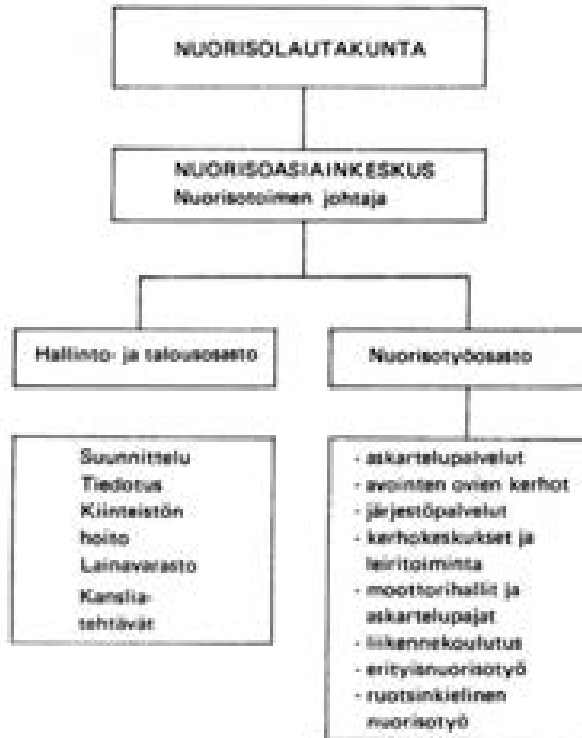 NUORISOLAUTAKUNTA
NUORISOASIAINKESKUS
Nuorisotoimen johtaja
Hallinto- ja talousosasto
Nuorisotyöosasto
Suunnittelu
Tiedotus
Kiinteistön
hoito
Lainavarasto
Kanslia-
tehtävät
- askartelupalvelut
- avointen ovien kerhot
- järjestöpalvelut
- kerhokeskukset ja
leiritoiminta
- moottorihallit ja
askartelupajat
- liikennekoulutus
- erityisnuorisotyö
- ruotsinkielinen
nuorisotyö